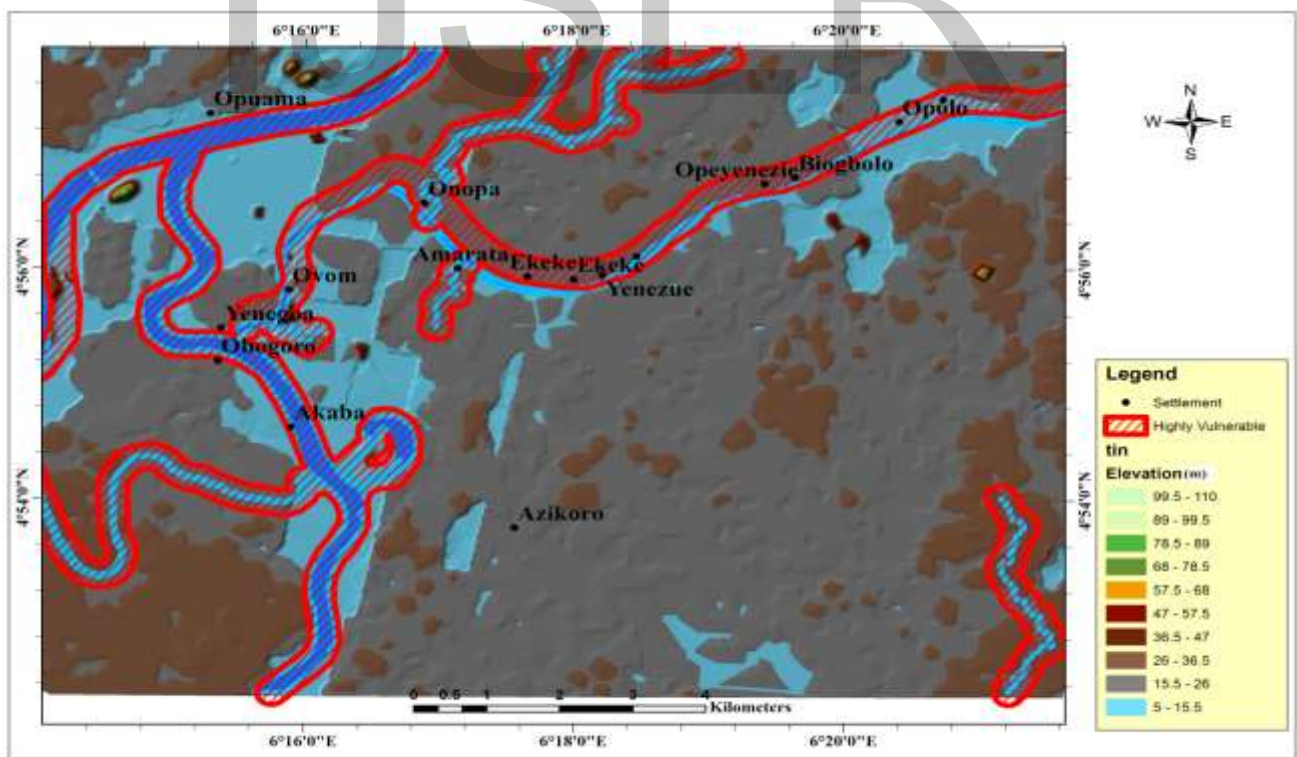 IJSER
6°16'0"E 6°18'0"E 6°20'0"E
N
W E
S
4°56'0"N
4°54'0"N
4°56'0"N
4°54'0"N
Opuama
Opolo
Opeyenezie Biogbolo
Onopa
Amarata Ekeke Ekeke
Yenezue
Ovom
Yenegoa
Obogoro
Akaba
Azikoro
0 0.5 1 2 3 4
Kilometers
6°16'0"E 6°18'0"E 6°20'0"E
Legend
Settlement
Highly Vulnerable
tin
Elevation(m)
99.5 - 110
89 - 99.5
78.5 - 89
68 - 78.5
57.5 - 68
47 - 57.5
36.5 - 47
26 - 36.5
15.5 - 26
5 - 15.5